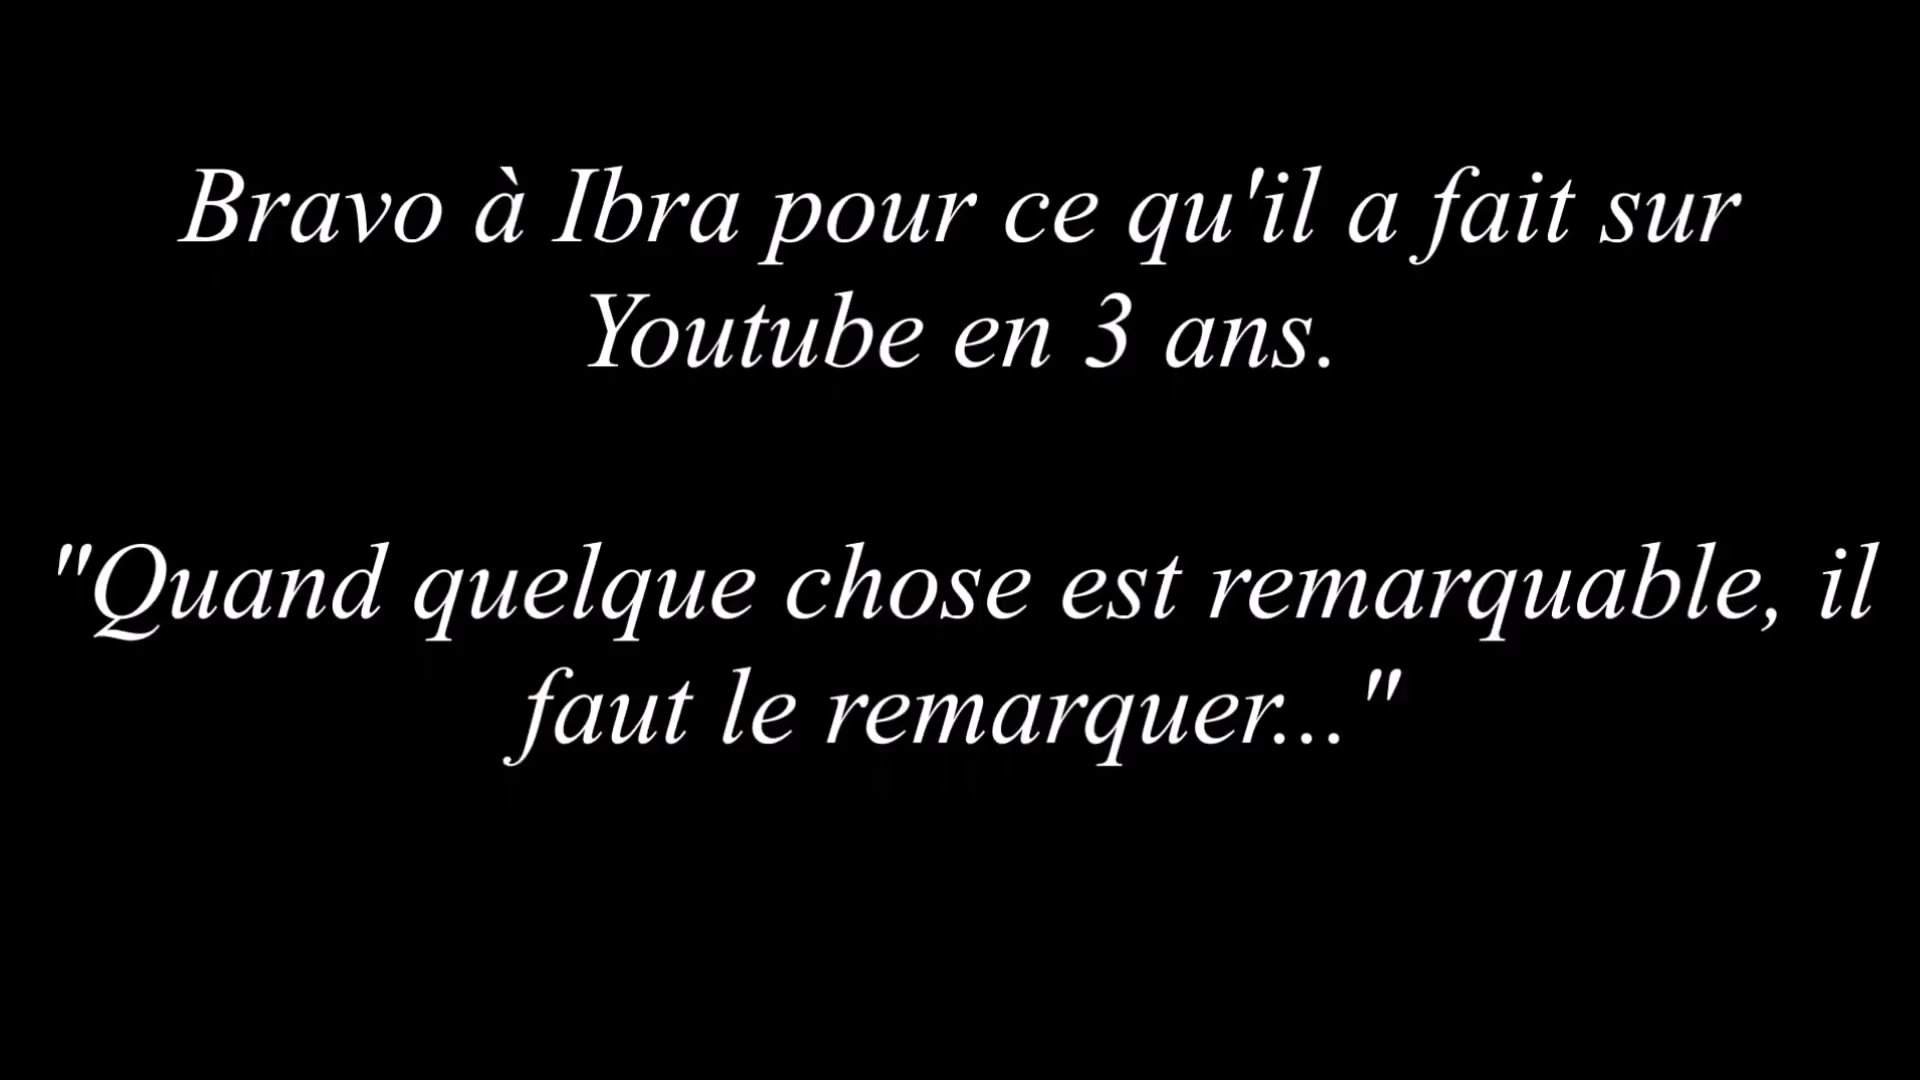 Bravo à Ibra pour ce qu'il a fait sur
Youtube en 3 ans.
"Quand quelque chose est remarquable, il
faut le remarquer..."